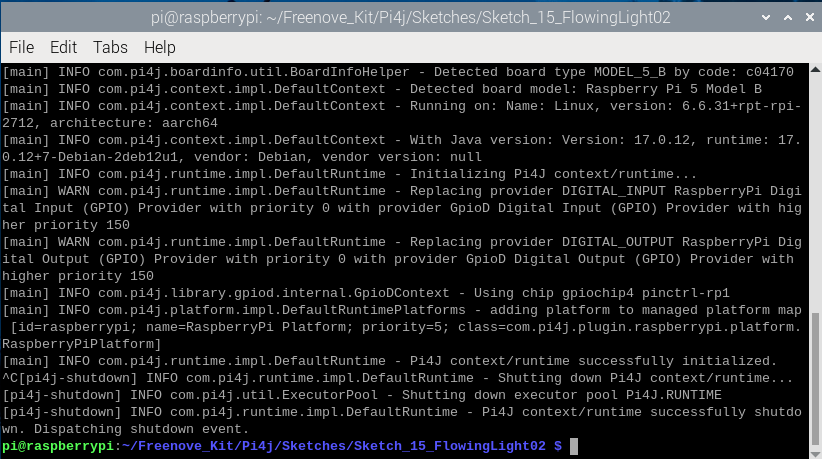 pi@raspberrypi: ~/Freenove_Kit/Pi4j/Sketches/Sketch_15_FlowingLight02
File Edit Tabs Help
[main] INFO com.pi4j.boardinfo.util.BoardInfoHelper - Detected board type MODEL_5_B by code: c04170
[main] INFO com.pi4j.context.impl.DefaultContext - Detected board model: Raspberry Pi 5 Model B
[main] INFO com.pi4j.context.impl.DefaultContext - Running on: Name: Linux, version: 6.6.31+rpt-rpi-
2712, architecture: aarch64
[main] INFO com.pi4j.context.impl.DefaultContext - With Java version: Version: 17.0.12, runtime: 17.
0.12+7-Debian-2deb12u1, vendor: Debian, vendor version: null
[main] INFO com.pi4j.runtime.impl.DefaultRuntime - Initializing Pi4J context/runtime...
[main] WARN com.pi4j.runtime.impl.DefaultRuntime - Replacing provider DIGITAL_INPUT RaspberryPi Digi
tal Input (GPIO) Provider with priority 0 with provider GpioD Digital Input (GPIO) Provider with hig
her priority 150
[main] WARN com.pi4j.runtime.impl.DefaultRuntime - Replacing provider DIGITAL_OUTPUT RaspberryPi Dig
ital Output (GPIO) Provider with priority 0 with provider GpioD Digital Output (GPIO) Provider with
higher priority 150
[main] INFO com.pi4j.library.gpiod.internal.GpioDContext - Using chip gpiochip4 pinctrl-rp1
[main] INFO com.pi4j.platform.impl.DefaultRuntimePlatforms - adding platform to managed platform map
[id=raspberrypi; name=RaspberryPi Platform; priority=5; class=com.pi4j.plugin.raspberrypi.platform.
RaspberryPiPlatform]
[main] INFO com.pi4j.runtime.impl.DefaultRuntime - Pi4J context/runtime successfully initialized.
^C[pi4j-shutdown] INFO com.pi4j.runtime.impl.DefaultRuntime - Shutting down Pi4J context/runtime...
[pi4j-shutdown] INFO com.pi4j.util.ExecutorPool - Shutting down executor pool Pi4J.RUNTIME
[pi4j-shutdown] INFO com.pi4j.runtime.impl.DefaultRuntime - Pi4J context/runtime successfully shutdo
wn. Dispatching shutdown event.
pi@raspberrypi:~/Freenove_Kit/Pi4j/Sketches/Sketch_15_FlowingLight02 $